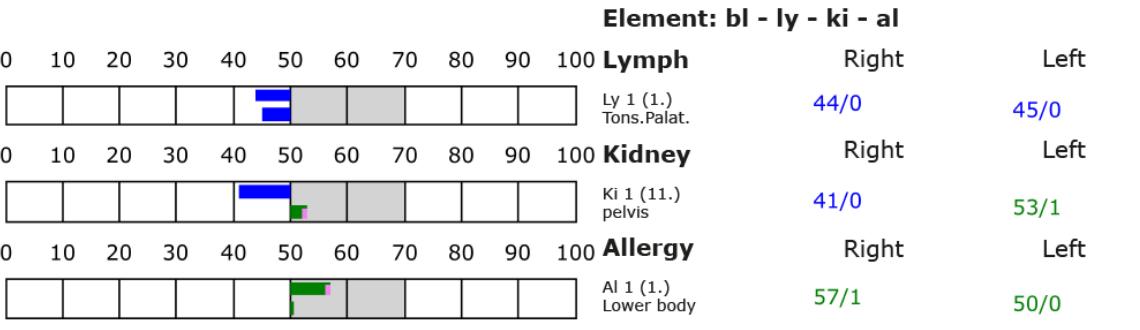 Element: bl - ly - ki - al
0 10 20 30 40 50 60 70 80 90 100 Lymph Right Left
Ly 1 (1.) 44/0 45/0
Tons.Palat.
0 10 20 30 40 50 60 70 80 90 100 Kidney Right Left
Ki 1 (11.) 41/0 53/1
pelvis
0 10 20 30 40 50 60 70 80 90 100 Allergy Right Left
Al 1 (1.) 57/1 50/0
Lower body